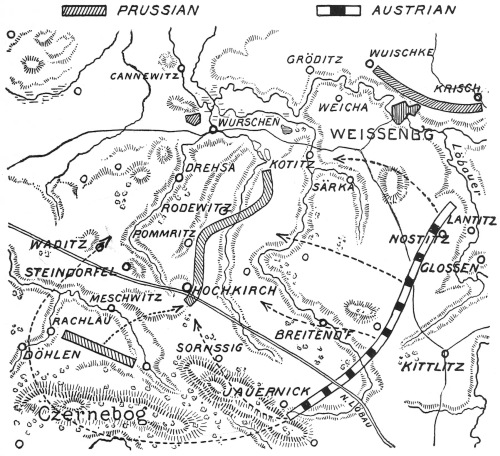 PRUSSIAN AUSTRIAN
WUISCHKE
GRÖDITZ
CANNEWITZ
KRISCH
WEICHA
WURSCHEN
WEISSENBG
Löbauer
DREHSA
KOTITZ
SÄRKA
RODEWITZ
LANTITZ
POMMRITZ
NOSTITZ
WADITZ
STEINDÖRFEL
GLOSSEN
HOCHKIRCH
MESCHWITZ
RACHLAU
BREITENDF
DÖHLEN
SORNSSIG
KITTLITZ
JAUERNICK
N. LÖBAU
Czernebog